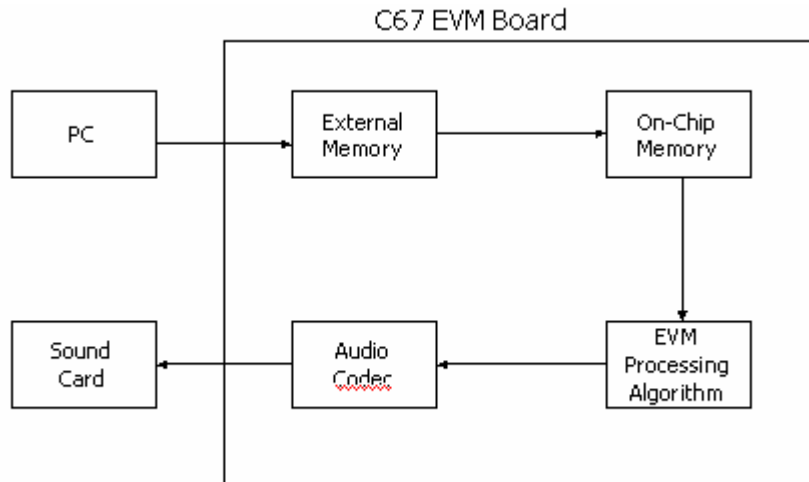 C67 EVM Board
PC
External
Memory
On-Chip
Memory
Sound
Card
Audio
Codec
EVM
Processing
Algorithm